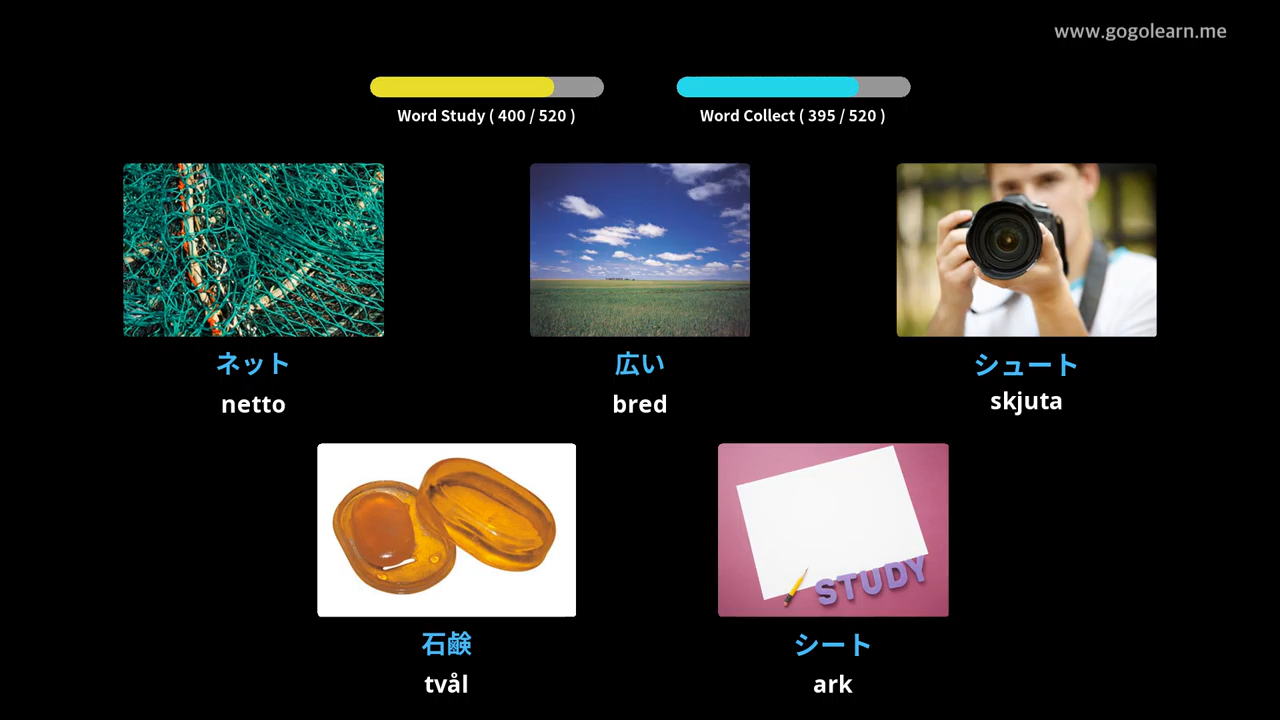 www.gogolearn.me
Word Study ( 400 / 520 )
Word Collect ( 395 / 520 )
ネット
netto
広い
bred
シュート
skjuta
STUDY
石鹸
tvål
シート
ark